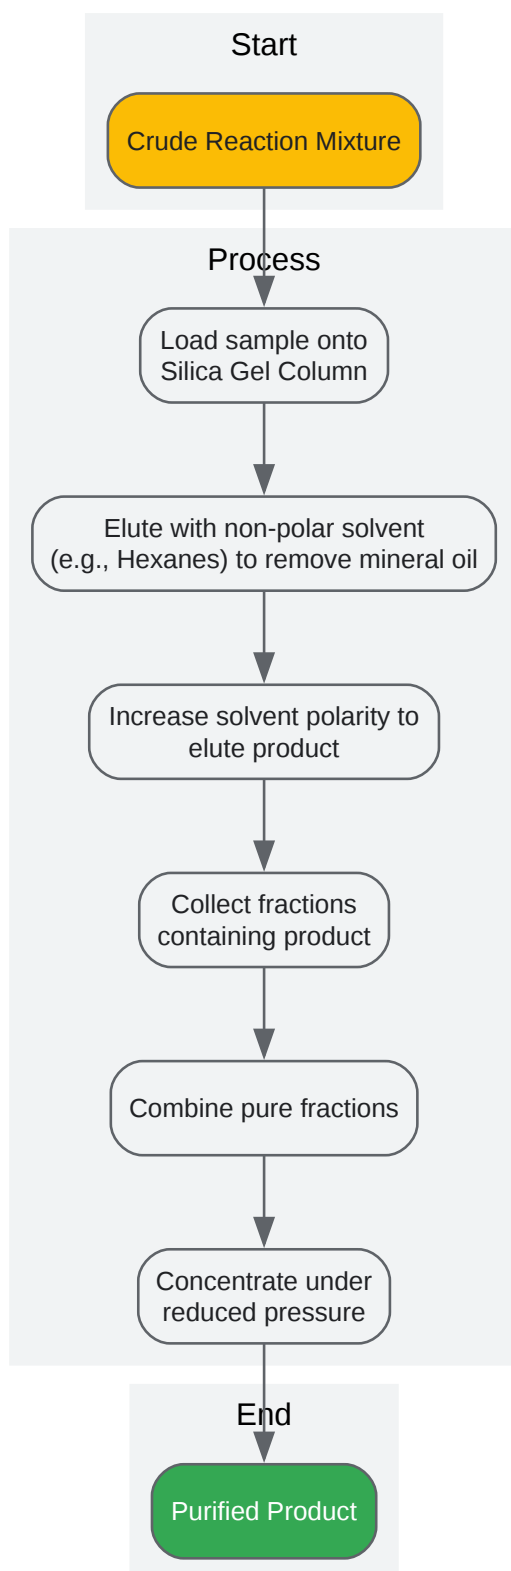 Start
Crude Reaction Mixture
Process
Load sample onto
Silica Gel Column
Elute with non-polar solvent
(e.g., Hexanes) to remove mineral oil
Increase solvent polarity to
elute product
Collect fractions
containing product
Combine pure fractions
Concentrate under
reduced pressure
End
Purified Product